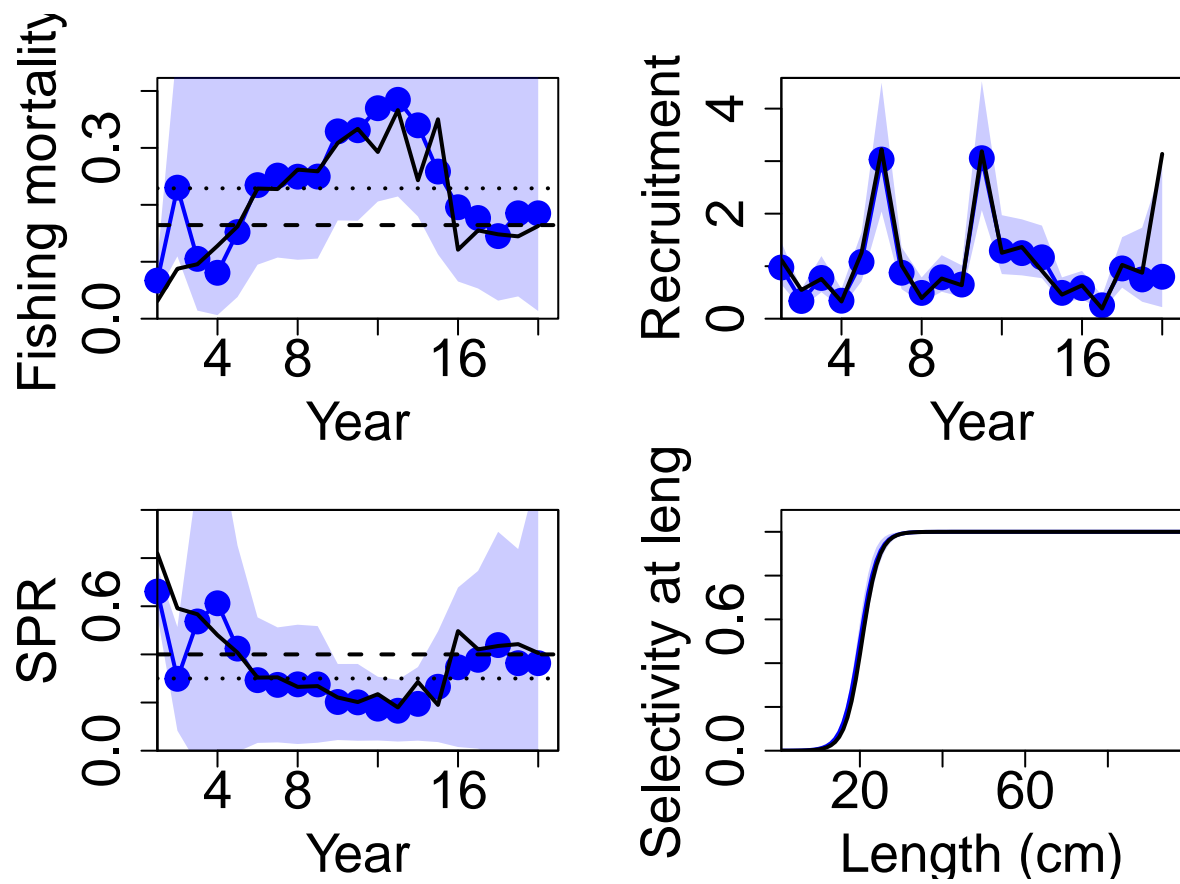 Fishing mortality
0.0
0.3
4
8
16
Year
Recruitment
0
2
4
4
8
16
Year
SPR
0.0
0.6
4
8
16
Year
Selectivity at leng
0.0
0.6
20
60
Length (cm)